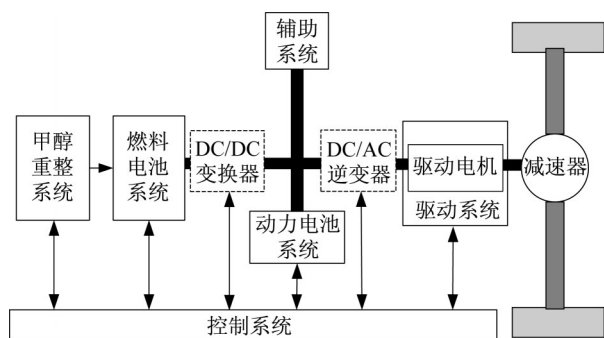 辅助
系统
甲醇
重整
系统
燃料
电池
系统
DC/DC
变换器
DC/AC
逆变器
驱动电机
驱动系统
减速器
动力电池
系统
控制系统